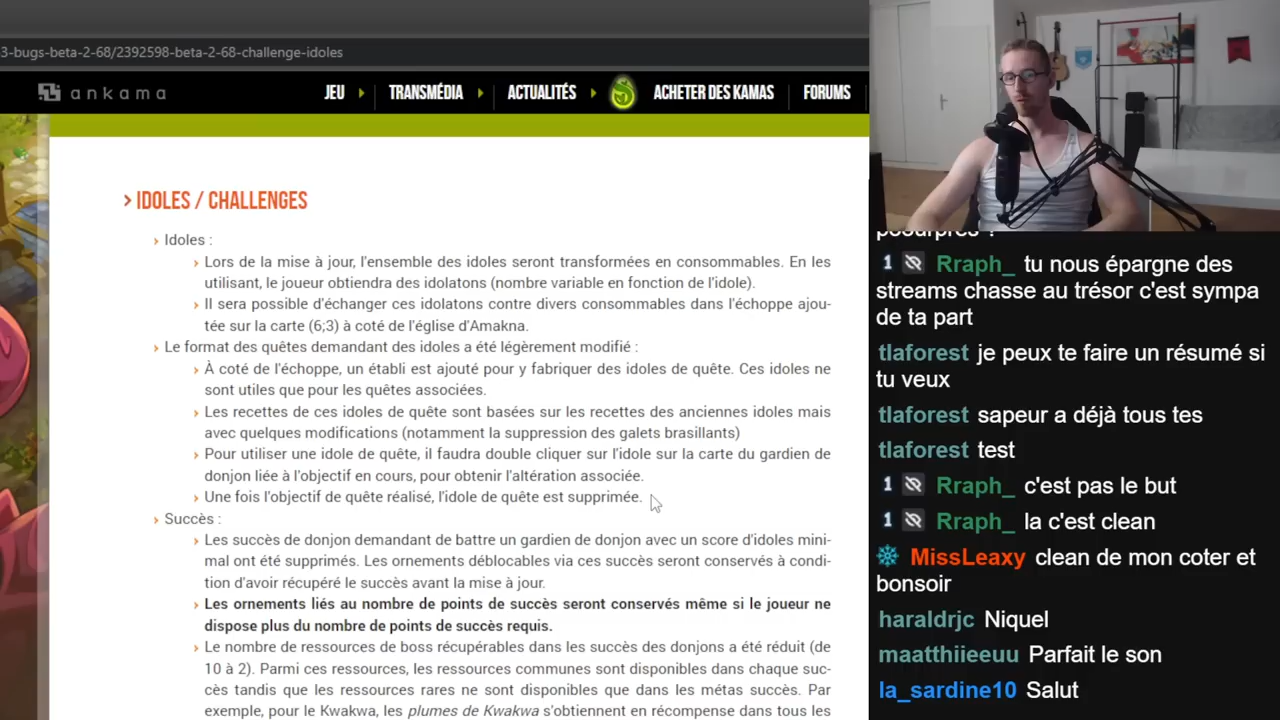 3-bugs-beta-2-68/2392598-beta-2-68-challenge-idoles
ankama
JEU
TRANSMÉDIA
ACTUALITÉS
ACHETER DES KAMAS
FORUMS
IDOLES / CHALLENGES
Idoles :
Lors de la mise à jour, l'ensemble des idoles seront transformées en consommables. En les
utilisant, le joueur obtiendra des idolatons (nombre variable en fonction de l'idole).
Il sera possible d'échanger ces idolatons contre divers consommables dans l'échoppe ajou-
tée sur la carte (6;3) à coté de l'église d'Amakna.
Le format des quêtes demandant des idoles a été légèrement modifié :
À coté de l'échoppe, un établi est ajouté pour y fabriquer des idoles de quête. Ces idoles ne
sont utiles que pour les quêtes associées.
Les recettes de ces idoles de quête sont basées sur les recettes des anciennes idoles mais
avec quelques modifications (notamment la suppression des galets brasillants)
Pour utiliser une idole de quête, il faudra double cliquer sur l'idole sur la carte du gardien de
donjon liée à l'objectif en cours, pour obtenir l'altération associée.
Une fois l'objectif de quête réalisé, l'idole de quête est supprimée.
Succès :
Les succès de donjon demandant de battre un gardien de donjon avec un score d'idoles mini-
mal ont été supprimés. Les ornements déblocables via ces succès seront conservés à condi-
tion d'avoir récupéré le succès avant la mise à jour.
Les ornements liés au nombre de points de succès seront conservés même si le joueur ne
dispose plus du nombre de points de succès requis.
Le nombre de ressources de boss récupérables dans les succès des donjons a été réduit (de
10 à 2). Parmi ces ressources, les ressources communes sont disponibles dans chaque suc-
cès tandis que les ressources rares ne sont disponibles que dans les métas succès. Par
exemple, pour le Kwakwa, les plumes de Kwakwa s'obtiennent en récompense dans tous les
1 Rraph_ tu nous épargne des
streams chasse au trésor c'est sympa
de ta part
tlaforest je peux te faire un résumé si
tu veux
tlaforest sapeur a déjà tous tes
tlaforest test
1 Rraph_ c'est pas le but
1 Rraph_ la c'est clean
MissLeaxy clean de mon coter et
bonsoir
haraldrjc Niquel
maatthiieeuu Parfait le son
la_sardine10 Salut